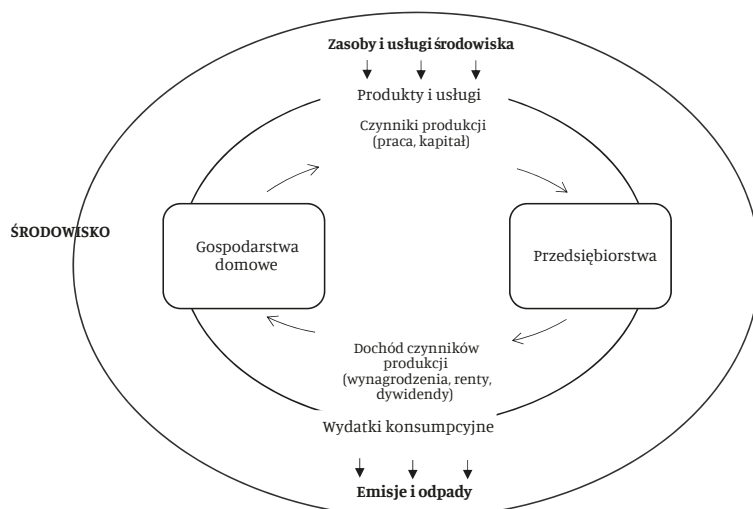 Zasoby i usługi środowiska
Produkty i usługi
Czynniki produkcji
(praca, kapitał)
ŚRODOWISKO
Gospodarstwa
domowe
Przedsiębiorstwa
Dochód czynników
produkcji
(wynagrodzenia, renty,
dywidendy)
Wydatki konsumpcyjne
Emisje i odpady